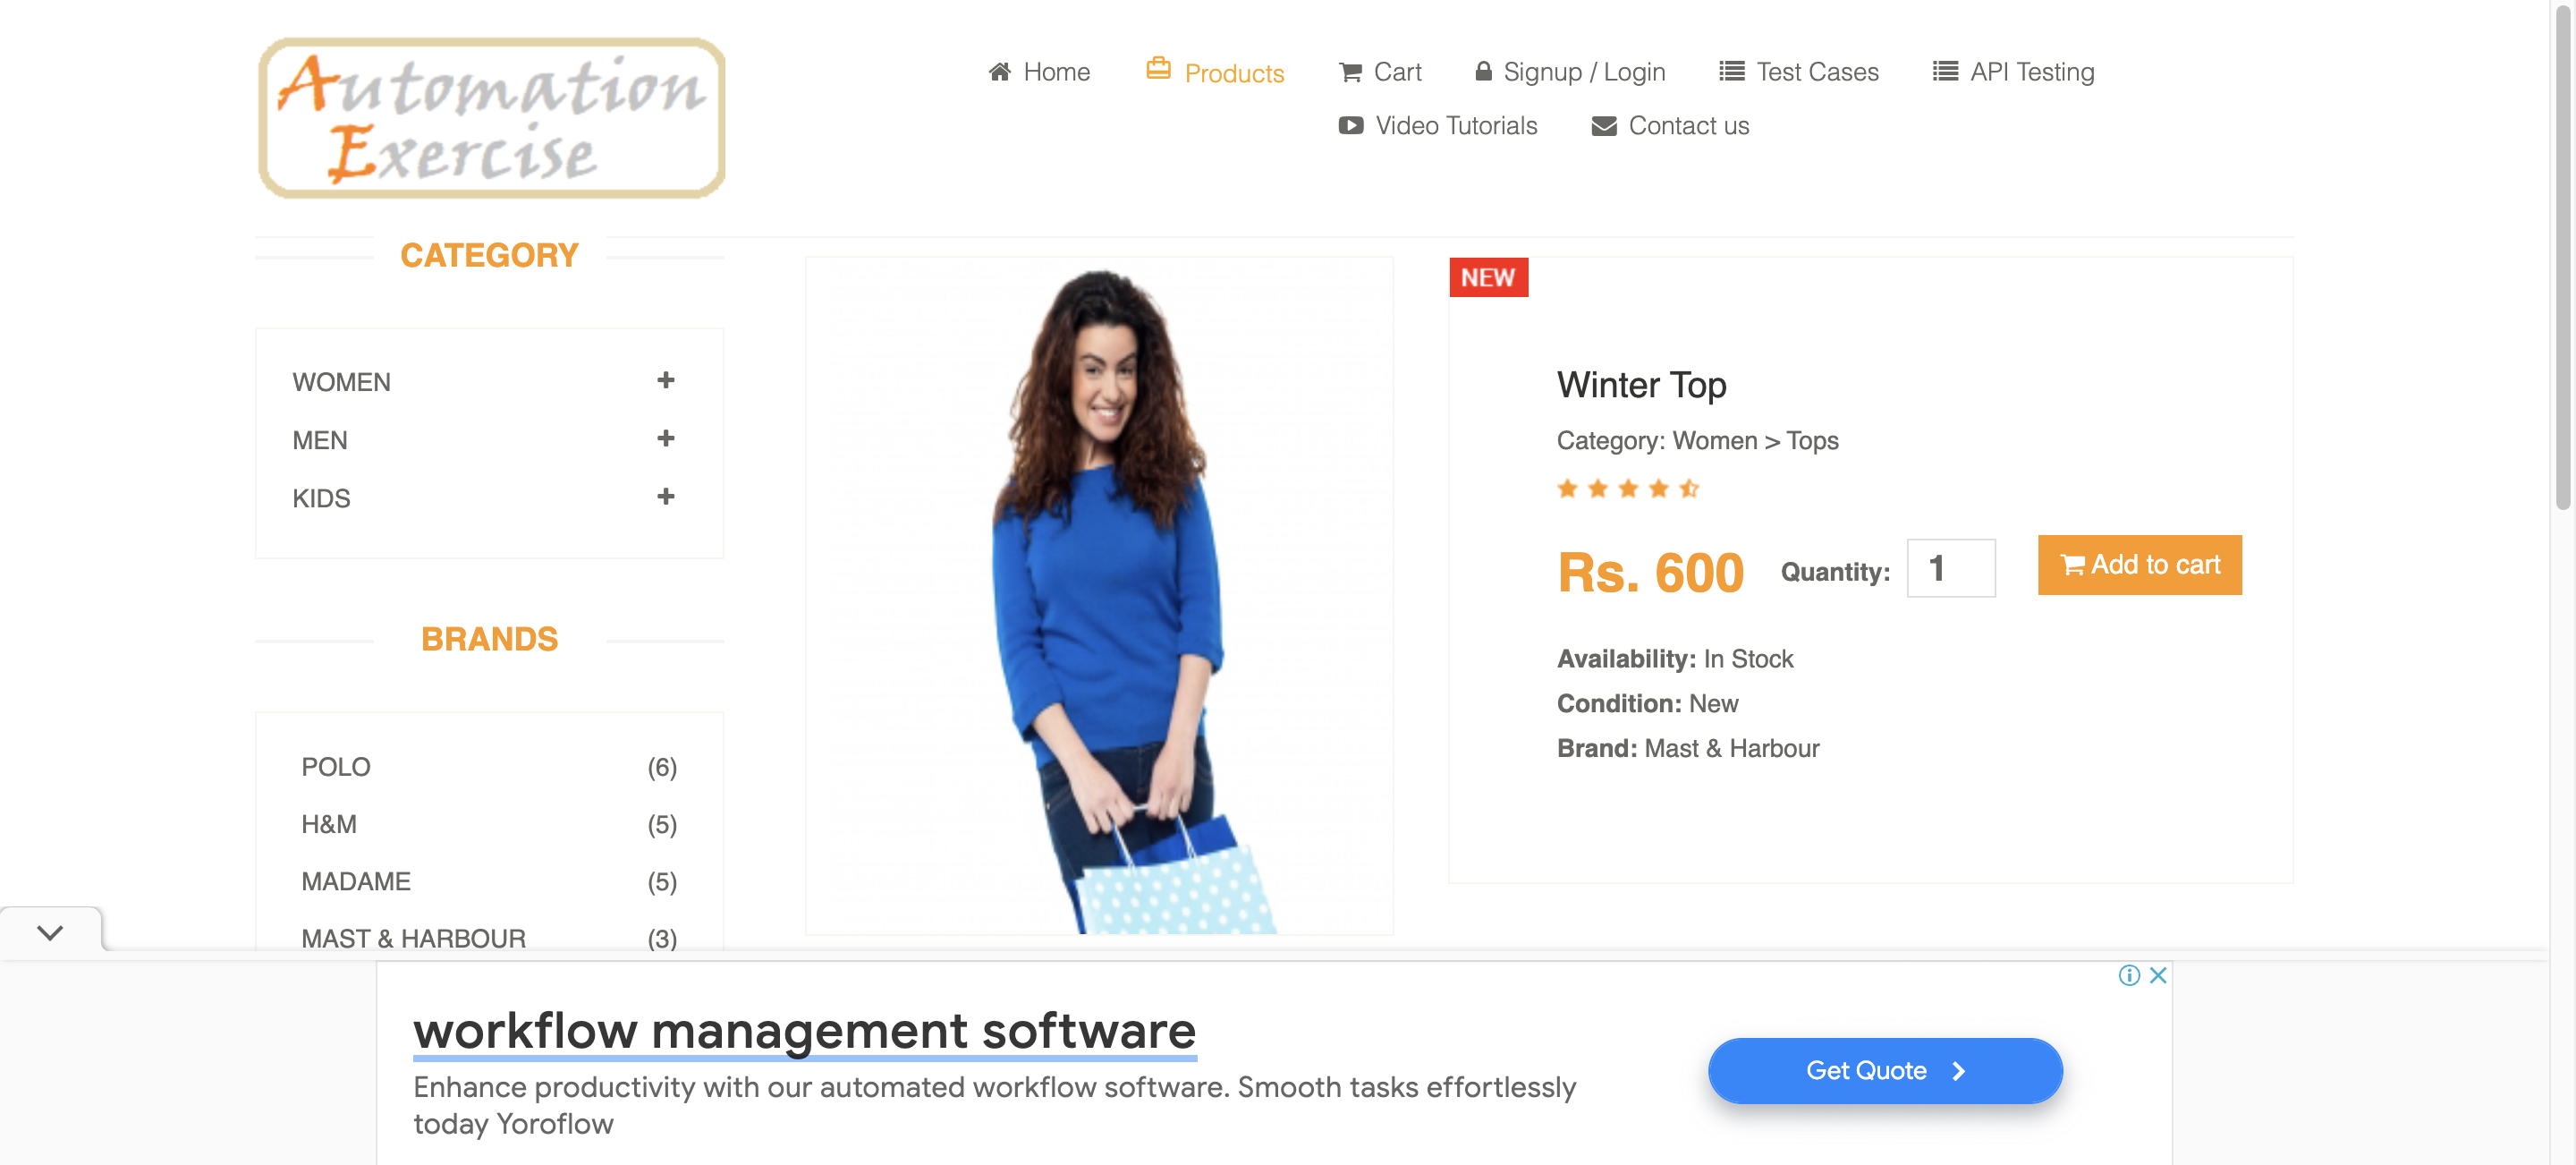 Automation
Exercise
Home
Products
Cart
Signup / Login
Test Cases
API Testing
Video Tutorials
Contact us
CATEGORY
WOMEN
MEN
KIDS
BRANDS
POLO (6)
H&M (5)
MADAME (5)
MAST & HARBOUR (3)
NEW
Winter Top
Category: Women > Tops
Rs. 600 Quantity: 1 Add to cart
Availability: In Stock
Condition: New
Brand: Mast & Harbour
workflow management software
Enhance productivity with our automated workflow software. Smooth tasks effortlessly
today Yoroflow
Get Quote